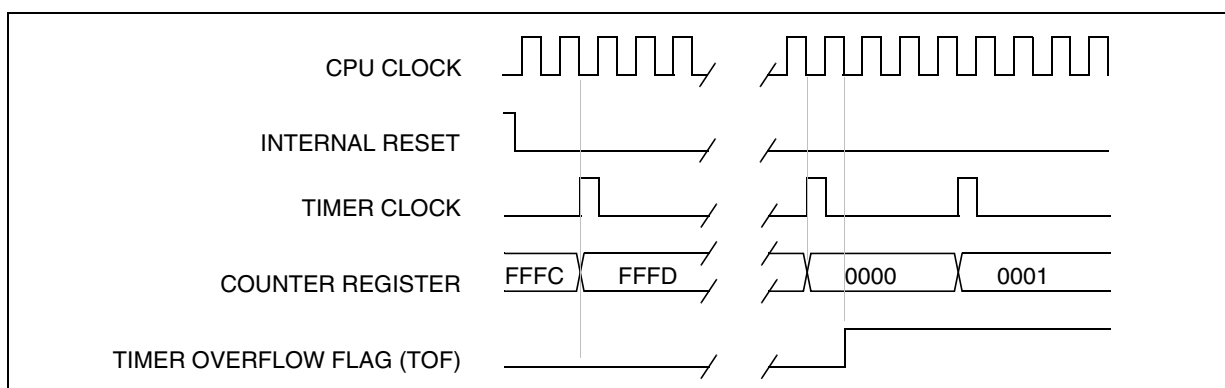 CPU CLOCK
INTERNAL RESET
TIMER CLOCK
COUNTER REGISTER FFFC FFFD 0000 0001
TIMER OVERFLOW FLAG (TOF)